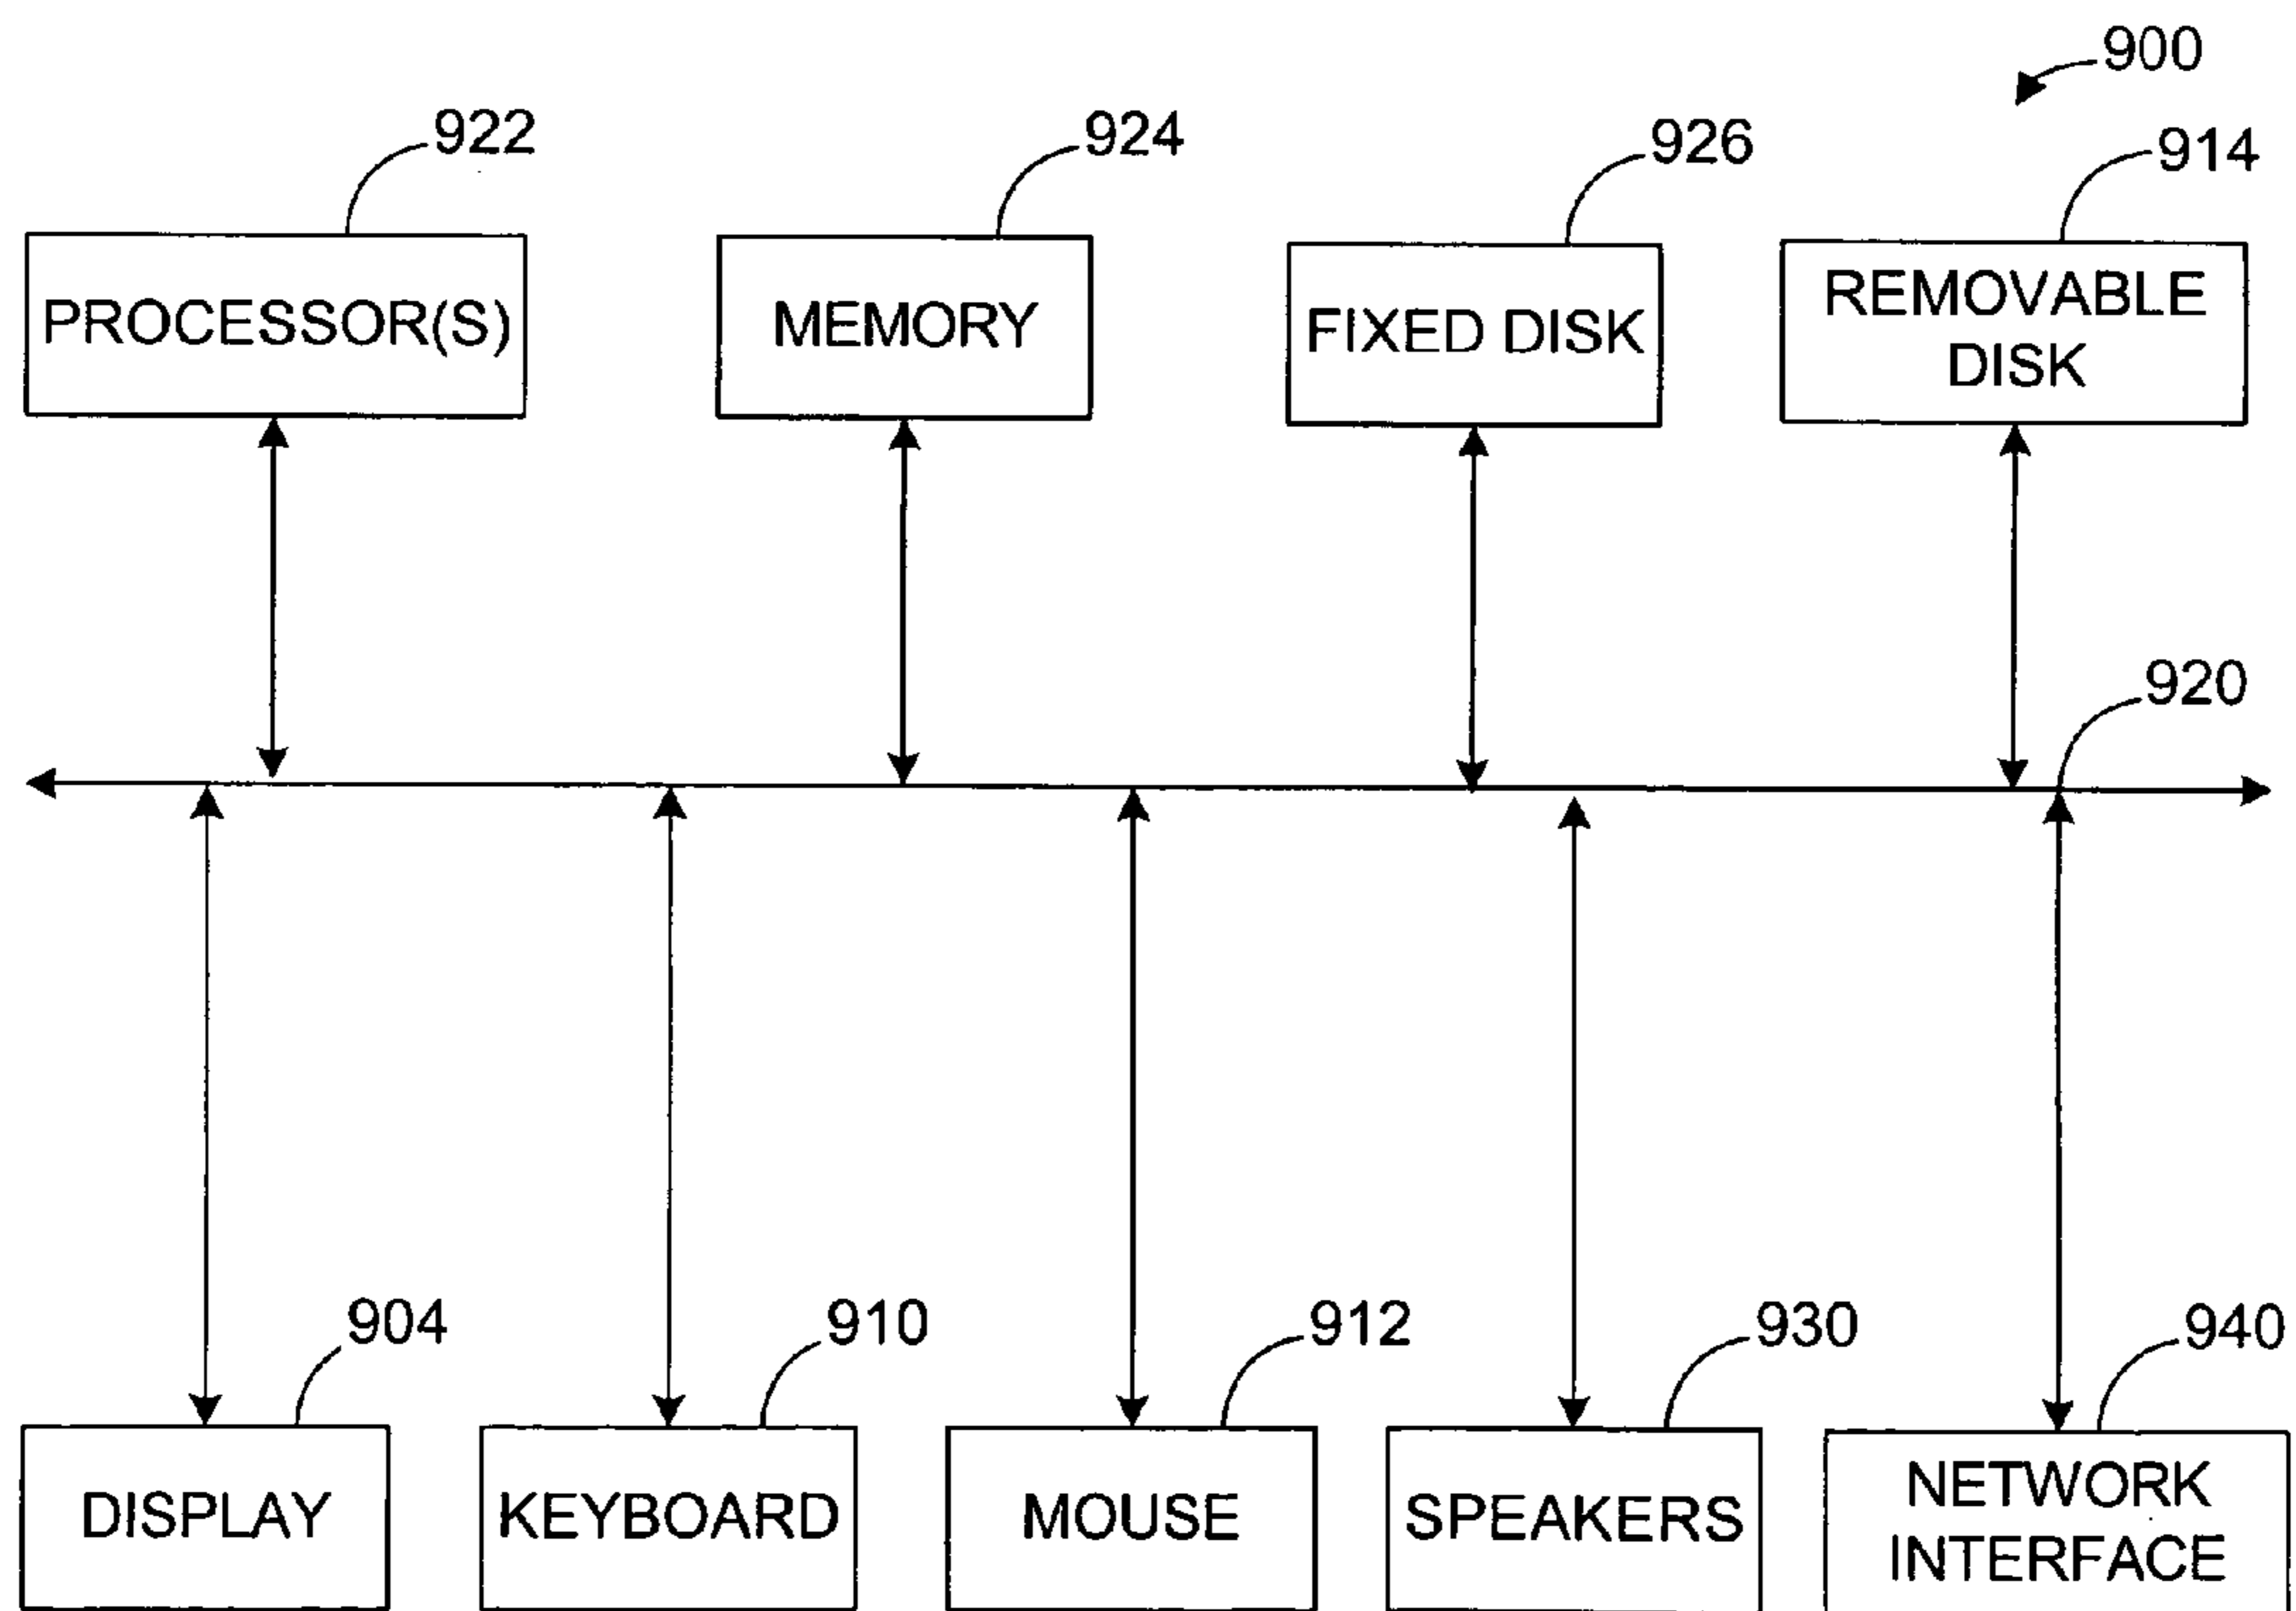 900
922
924
926
914
PROCESSOR(S)
MEMORY
FIXED DISK
REMOVABLE
DISK
920
904
910
912
930
940
DISPLAY
KEYBOARD
MOUSE
SPEAKERS
NETWORK
INTERFACE